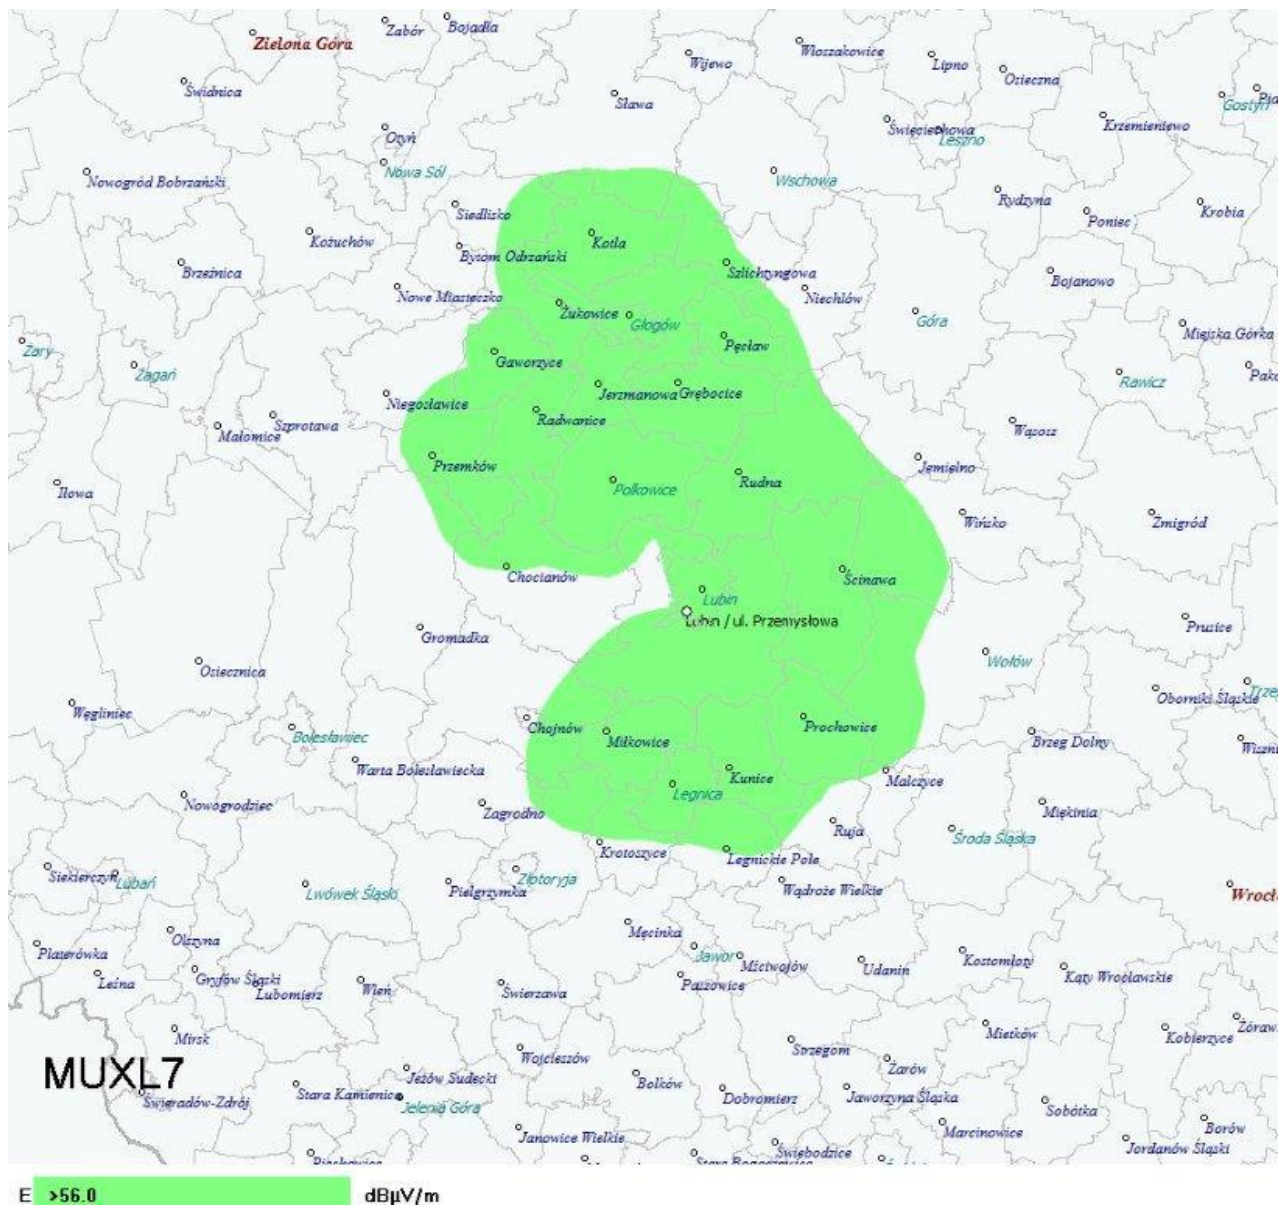 Zabór
Bojadła
Zielona Góra
Włoszakowice
Wijewo
Lipno
Osieczna
Świdnica
Sława
Gostyń
Krzemieniewo
Święciechowa
Leszno
Otyń
Nowa Sól
Wschowa
Nowogród Bobrzański
Rydzyna
Krobia
Siedlisko
Poniec
Kożuchów
Kotla
Bytom Odrzański
Brzeźnica
Szlichtyngowa
Bojanowo
Nowe Miasteczko
Niechlów
Żukowice
Głogów
Góra
Miejska Górka
Pęcław
Żary
Gaworzyce
Żagań
Rawicz
Jerzmanowa
Grębocice
Niegosławice
Radwanice
Szprotawa
Małomice
Wąsosz
Przemków
Jemielno
Rudna
Iłowa
Polkowice
Wińsko
Żmigród
Chocianów
Ścinawa
Lubin
Lubin / ul. Przemysłowa
Prusice
Gromadka
Wołów
Osiecznica
Oborniki Śląskie
Węgliniec
Chojnów
Prochowice
Bolesławiec
Miłkowice
Brzeg Dolny
Warta Bolesławiecka
Kunice
Malczyce
Legnica
Nowogrodziec
Zagrodno
Miękinia
Ruja
Środa Śląska
Krotoszyce
Legnickie Pole
Siekierczyn
Lubań
Złotoryja
Lwówek Śląski
Pielgrzymka
Wądroże Wielkie
Męcinka
Olszyna
Platerówka
Jawor
Mściwojów
Udanin
Kostomłoty
Leśna
Gryfów Śląski
Lubomierz
Wleń
Świerzawa
Paszowice
Kąty Wrocławskie
Mirsk
Mietków
Kobierzyce
Strzegom
Wojcieszów
Żarów
MUXL7
Jeżów Sudecki
Bolków
Świeradów-Zdrój
Stara Kamienica
Jelenia Góra
Dobromierz
Jaworzyna Śląska
Sobótka
Janowice Wielkie
Marcinowice
Borów
Świebodzice
Jordanów Śląski
E >56.0 dBµV/m